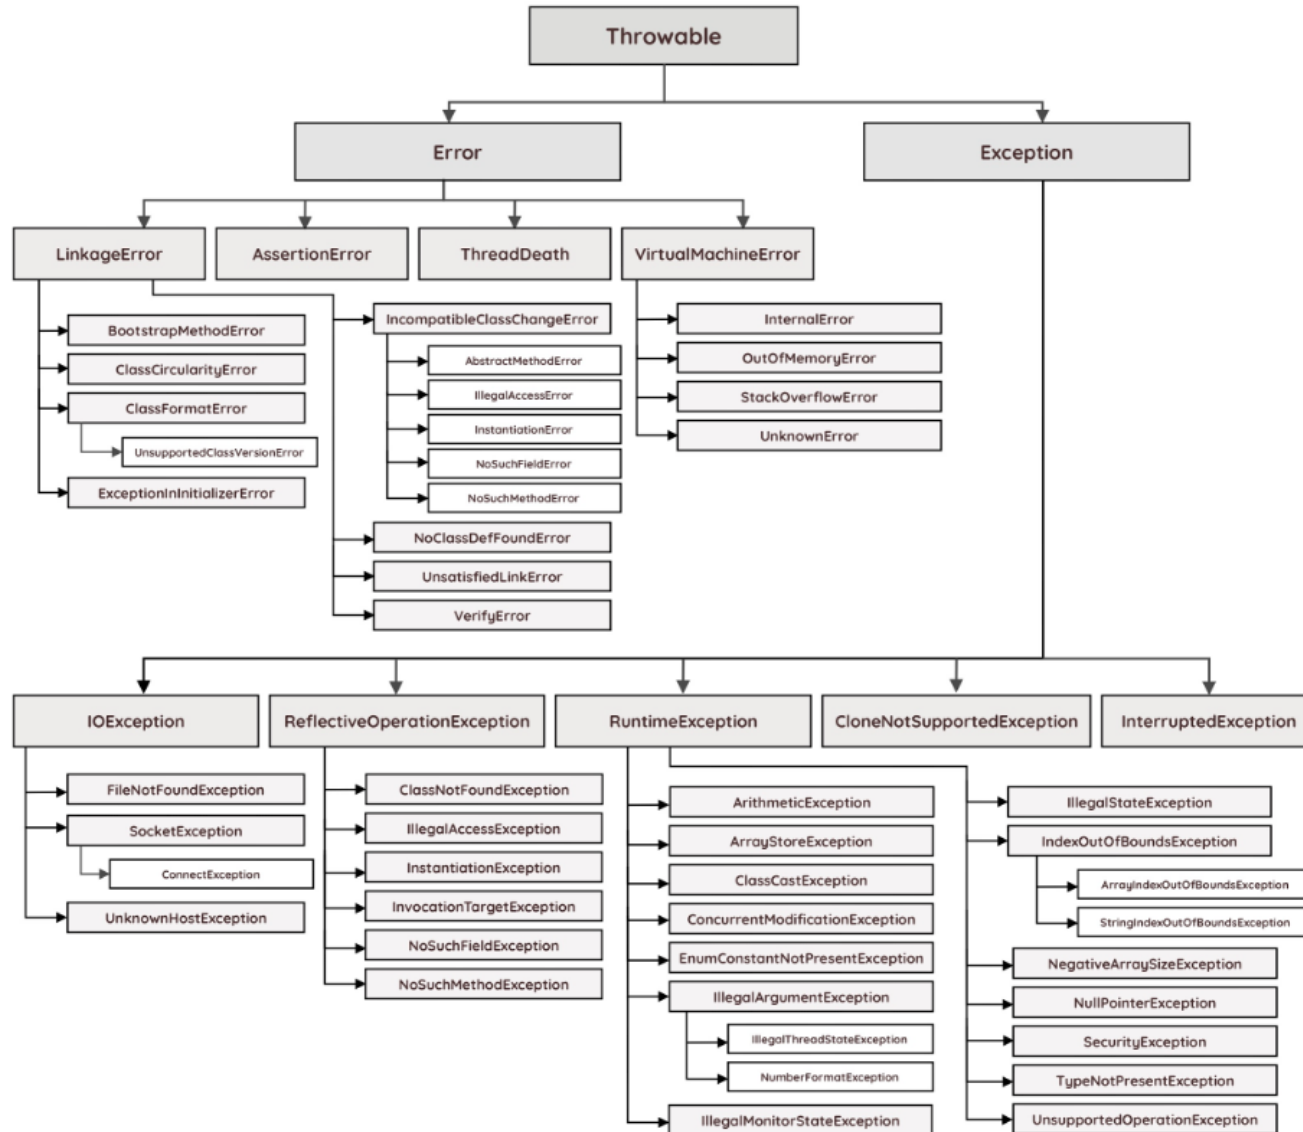 Throwable
Error
Exception
LinkageError
AssertionError
ThreadDeath
VirtualMachineError
BootstrapMethodError
ClassCircularityError
ClassFormatError
UnsupportedClassVersionError
ExceptionInInitializerError
IncompatibleClassChangeError
AbstractMethodError
IllegalAccessError
InstantiationError
NoSuchFieldError
NoSuchMethodError
NoClassDefFoundError
UnsatisfiedLinkError
VerifyError
InternalError
OutOfMemoryError
StackOverflowError
UnknownError
IOException
ReflectiveOperationException
RuntimeException
CloneNotSupportedException
InterruptedException
FileNotFoundException
SocketException
ConnectException
UnknownHostException
ClassNotFoundException
IllegalAccessException
InstantiationException
InvocationTargetException
NoSuchFieldException
NoSuchMethodException
ArithmeticException
ArrayStoreException
ClassCastException
ConcurrentModificationException
EnumConstantNotPresentException
IllegalArgumentException
IllegalThreadStateException
NumberFormatException
IllegalMonitorStateException
IllegalStateException
IndexOutOfBoundsException
ArrayIndexOutOfBoundsException
StringIndexOutOfBoundsException
NegativeArraySizeException
NullPointerException
SecurityException
TypeNotPresentException
UnsupportedOperationException